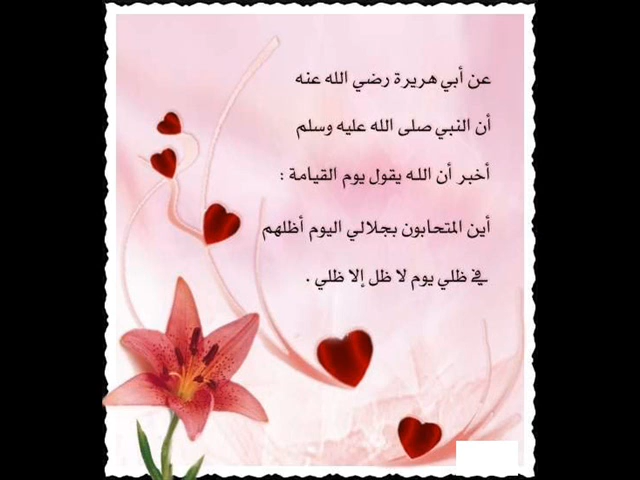 عن أبي هريرة رضي الله عنه
أن النبي صلى الله عليه وسلم
أخبر أن الله يقول يوم القيامة :
أين المتحابون بجلالي اليوم أظلهم
في ظلي يوم لا ظل إلا ظلي .